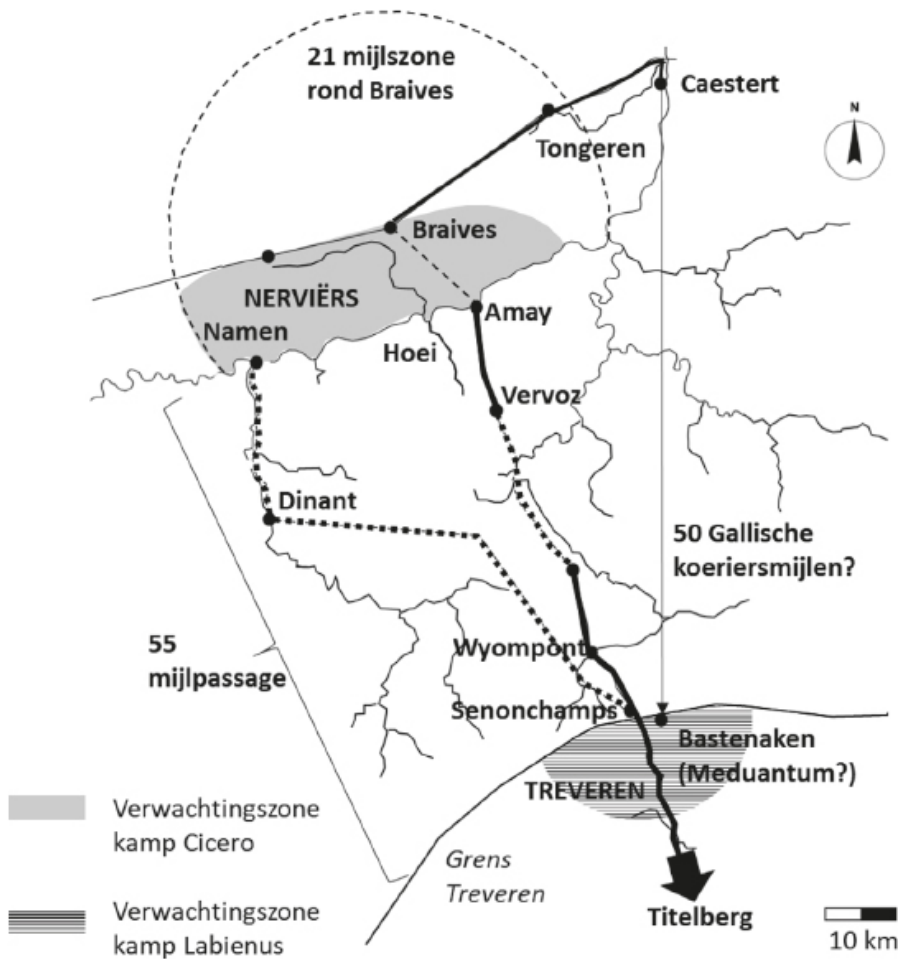 21 mijlszone
rond Braives
Caestert
N
Tongeren
Braives
NERVIËRS
Namen
Amay
Hoei
Vervoz
Dinant
50 Gallische
koeriersmijlen?
55
mijlpassage
Wyompont
Senonchamps
Bastenaken
(Meduantum?)
TREVEREN
Verwachtingszone
kamp Cicero
Grens
Treveren
Verwachtingszone
kamp Labienus
Titelberg
10 km